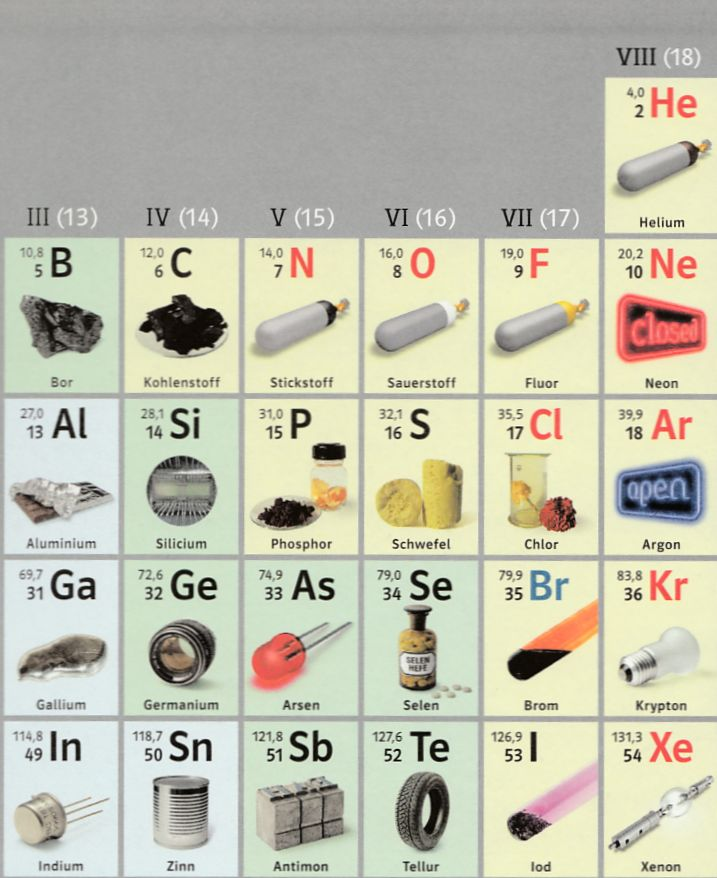 VIII (18)
4,0
2 He
Helium
III (13) IV (14) V (15) VI (16) VII (17)
10,8
5 B
Bor
12,0
6 C
Kohlenstoff
14,0
7 N
Stickstoff
16,0
8 O
Sauerstoff
19,0
9 F
Fluor
20,2
10 Ne
closed
Neon
27,0
13 Al
Aluminium
28,1
14 Si
Silicium
31,0
15 P
Phosphor
32,1
16 S
Schwefel
35,5
17 Cl
Chlor
39,9
18 Ar
open
Argon
69,7
31 Ga
Gallium
72,6
32 Ge
Germanium
74,9
33 As
Arsen
79,0
34 Se
SELEN
HEFE
Selen
79,9
35 Br
Brom
83,8
36 Kr
Krypton
114,8
49 In
Indium
118,7
50 Sn
Zinn
121,8
51 Sb
Antimon
127,6
52 Te
Tellur
126,9
53 I
Iod
131,3
54 Xe
Xenon